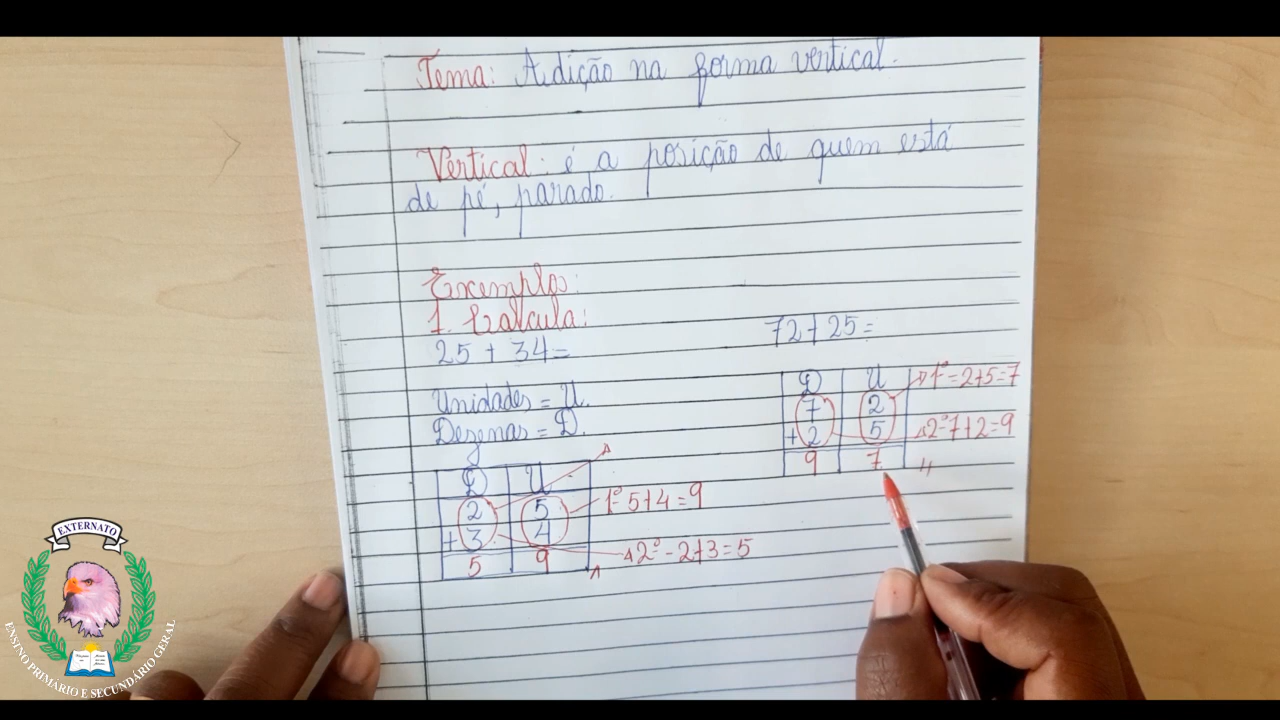 Tema: Adição na forma vertical.
Vertical: é a posição de quem está
de pé, parado.
Exemplos:
1. Calcula:
25 + 34=
Unidades = U.
Dezenas = D.
D U
2 5
+ 3 4
5 9
1º- 5+4=9
2º- 2+3=5
72+25=
D U
7 2
+ 2 5
9 7
1º=2+5=7
2º-7+2=9
EXTERNATO
ENSINO PRIMÁRIO E SECUNDÁRIO GERAL